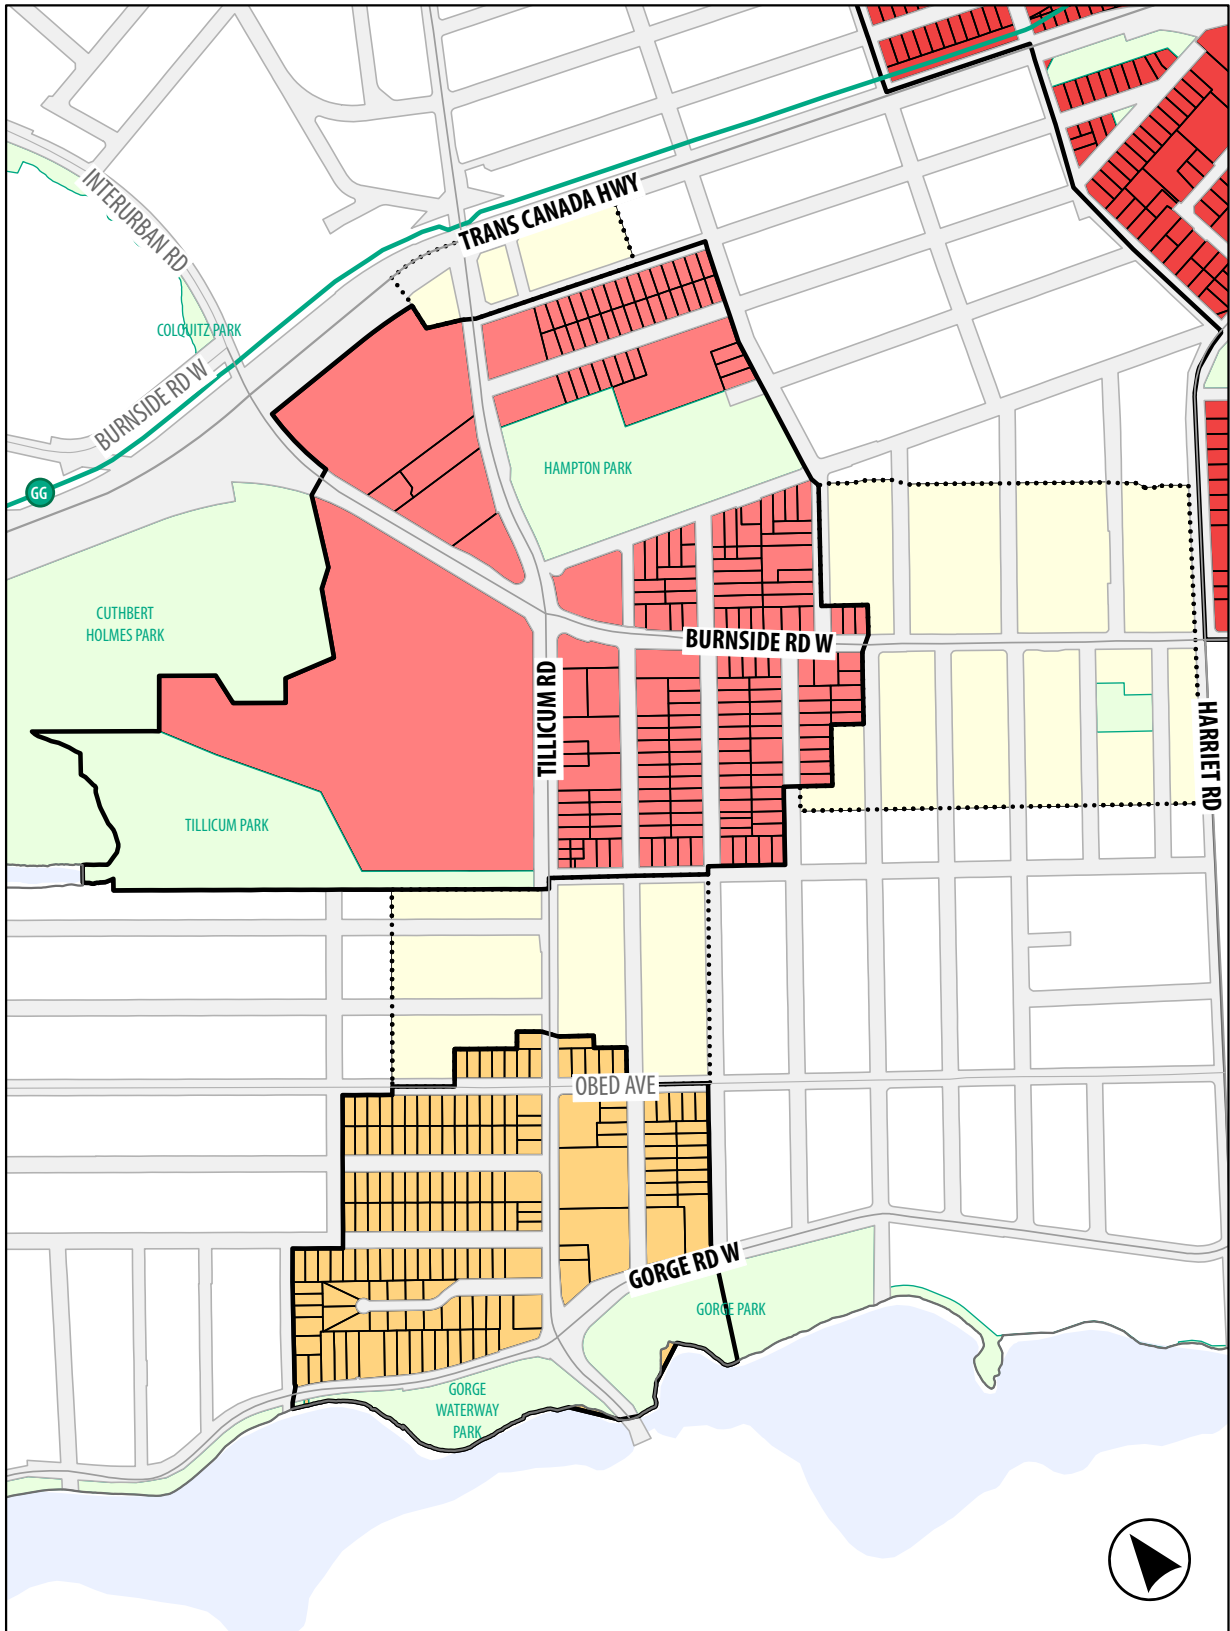 INTERURBAN RD
TRANS CANADA HWY
COLQUITZ PARK
BURNSIDE RD W
HAMPTON PARK
GG
CUTHBERT
HOLMES PARK
BURNSIDE RD W
TILLICUM RD
HARRIET RD
TILLICUM PARK
OBED AVE
GORGE RD W
GORGE PARK
GORGE
WATERWAY
PARK